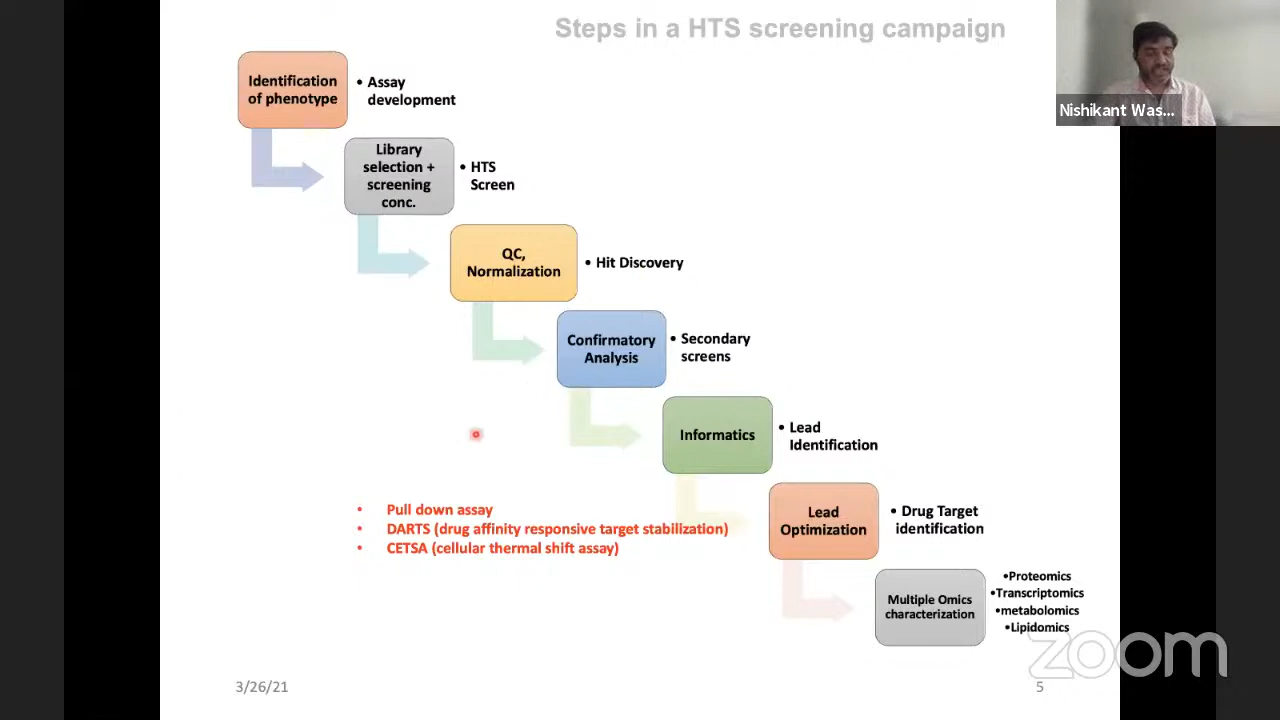 Steps in a HTS screening campaign
Nishikant Was...
Identification
of phenotype
• Assay
development
Library
selection +
screening
conc.
• HTS
Screen
QC,
Normalization
• Hit Discovery
Confirmatory
Analysis
• Secondary
screens
Informatics
• Lead
Identification
Lead
Optimization
• Drug Target
identification
• Pull down assay
• DARTS (drug affinity responsive target stabilization)
• CETSA (cellular thermal shift assay)
Multiple Omics
characterization
•Proteomics
•Transcriptomics
•metabolomics
•Lipidomics
zoom
3/26/21
5